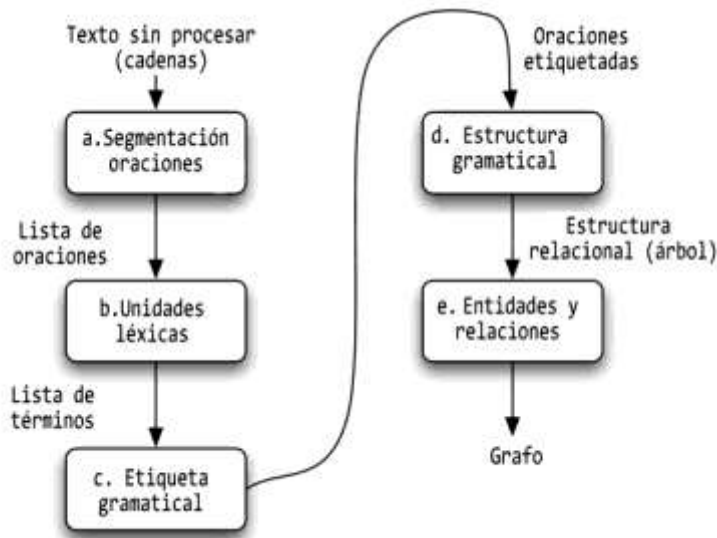 Texto sin procesar
(cadenas)
a.Segmentación
oraciones
Lista de
oraciones
b.Unidades
léxicas
Lista de
términos
c. Etiqueta
gramatical
Oraciones
etiquetadas
d. Estructura
gramatical
Estructura
relacional (árbol)
e. Entidades y
relaciones
Grafo